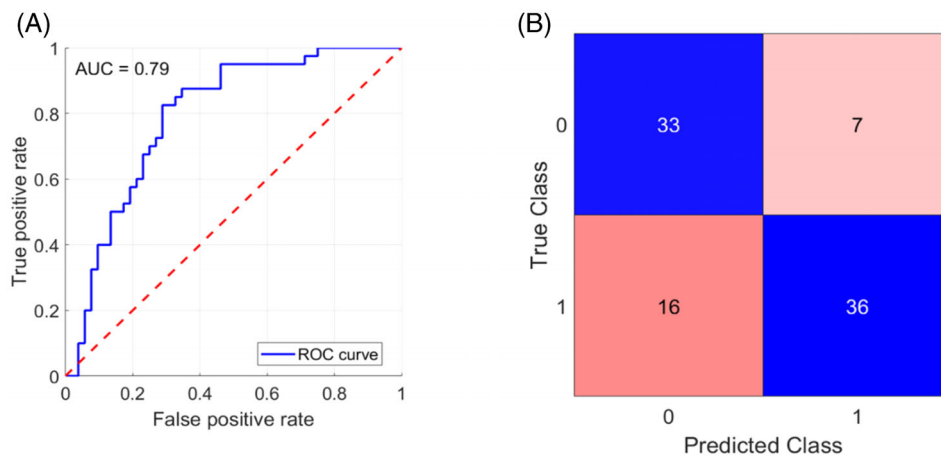 (A)
AUC = 0.79
1
0.8
0.6
0.4
0.2
0
True positive rate
0 0.2 0.4 0.6 0.8 1
False positive rate
ROC curve
(B)
True Class
0
33 7
1
16 36
0 1
Predicted Class